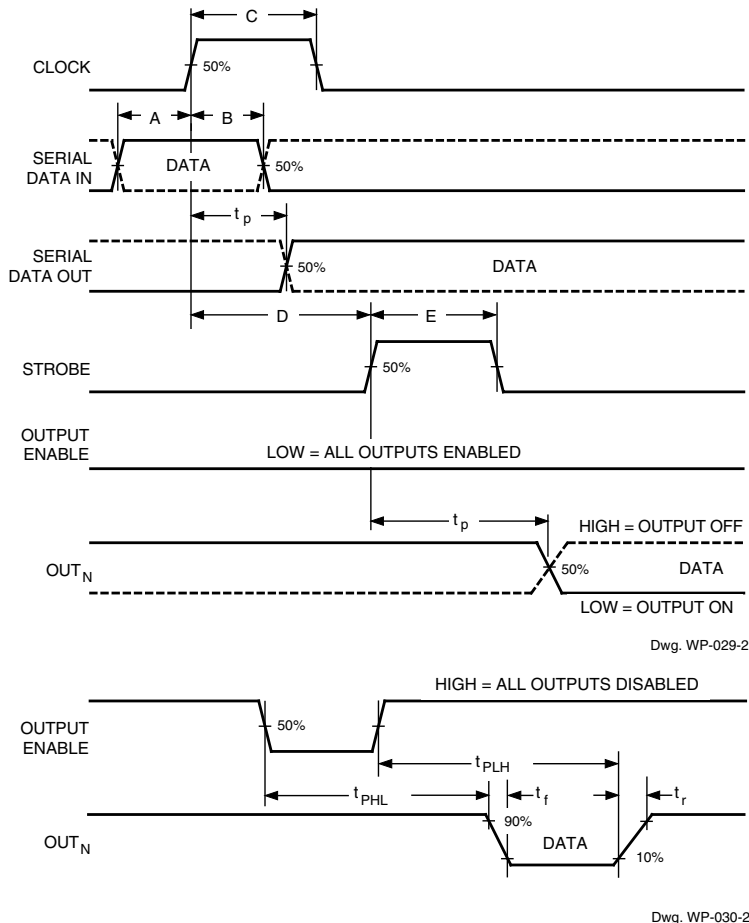 C
CLOCK
50%
A
B
SERIAL
DATA IN
DATA
50%
t p
SERIAL
DATA OUT
50%
DATA
D
E
STROBE
50%
OUTPUT
ENABLE
LOW = ALL OUTPUTS ENABLED
t p
HIGH = OUTPUT OFF
OUT N
50%
DATA
LOW = OUTPUT ON
Dwg. WP-029-2
HIGH = ALL OUTPUTS DISABLED
OUTPUT
ENABLE
50%
t PLH
t PHL
t f
t r
OUT N
90%
DATA
10%
Dwg. WP-030-2